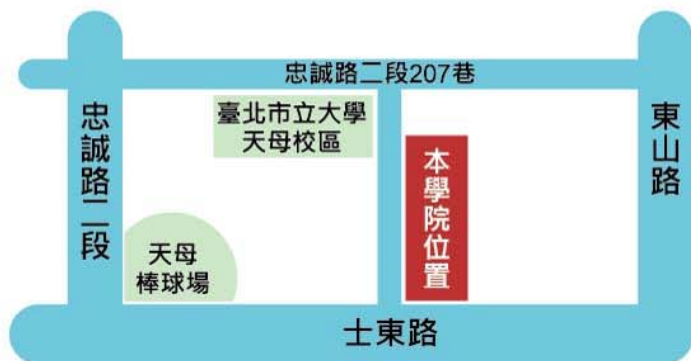 忠誠路二段207巷
臺北市立大學
天母校區
忠誠路二段
東山路
本學院位置
天母
棒球場
士東路